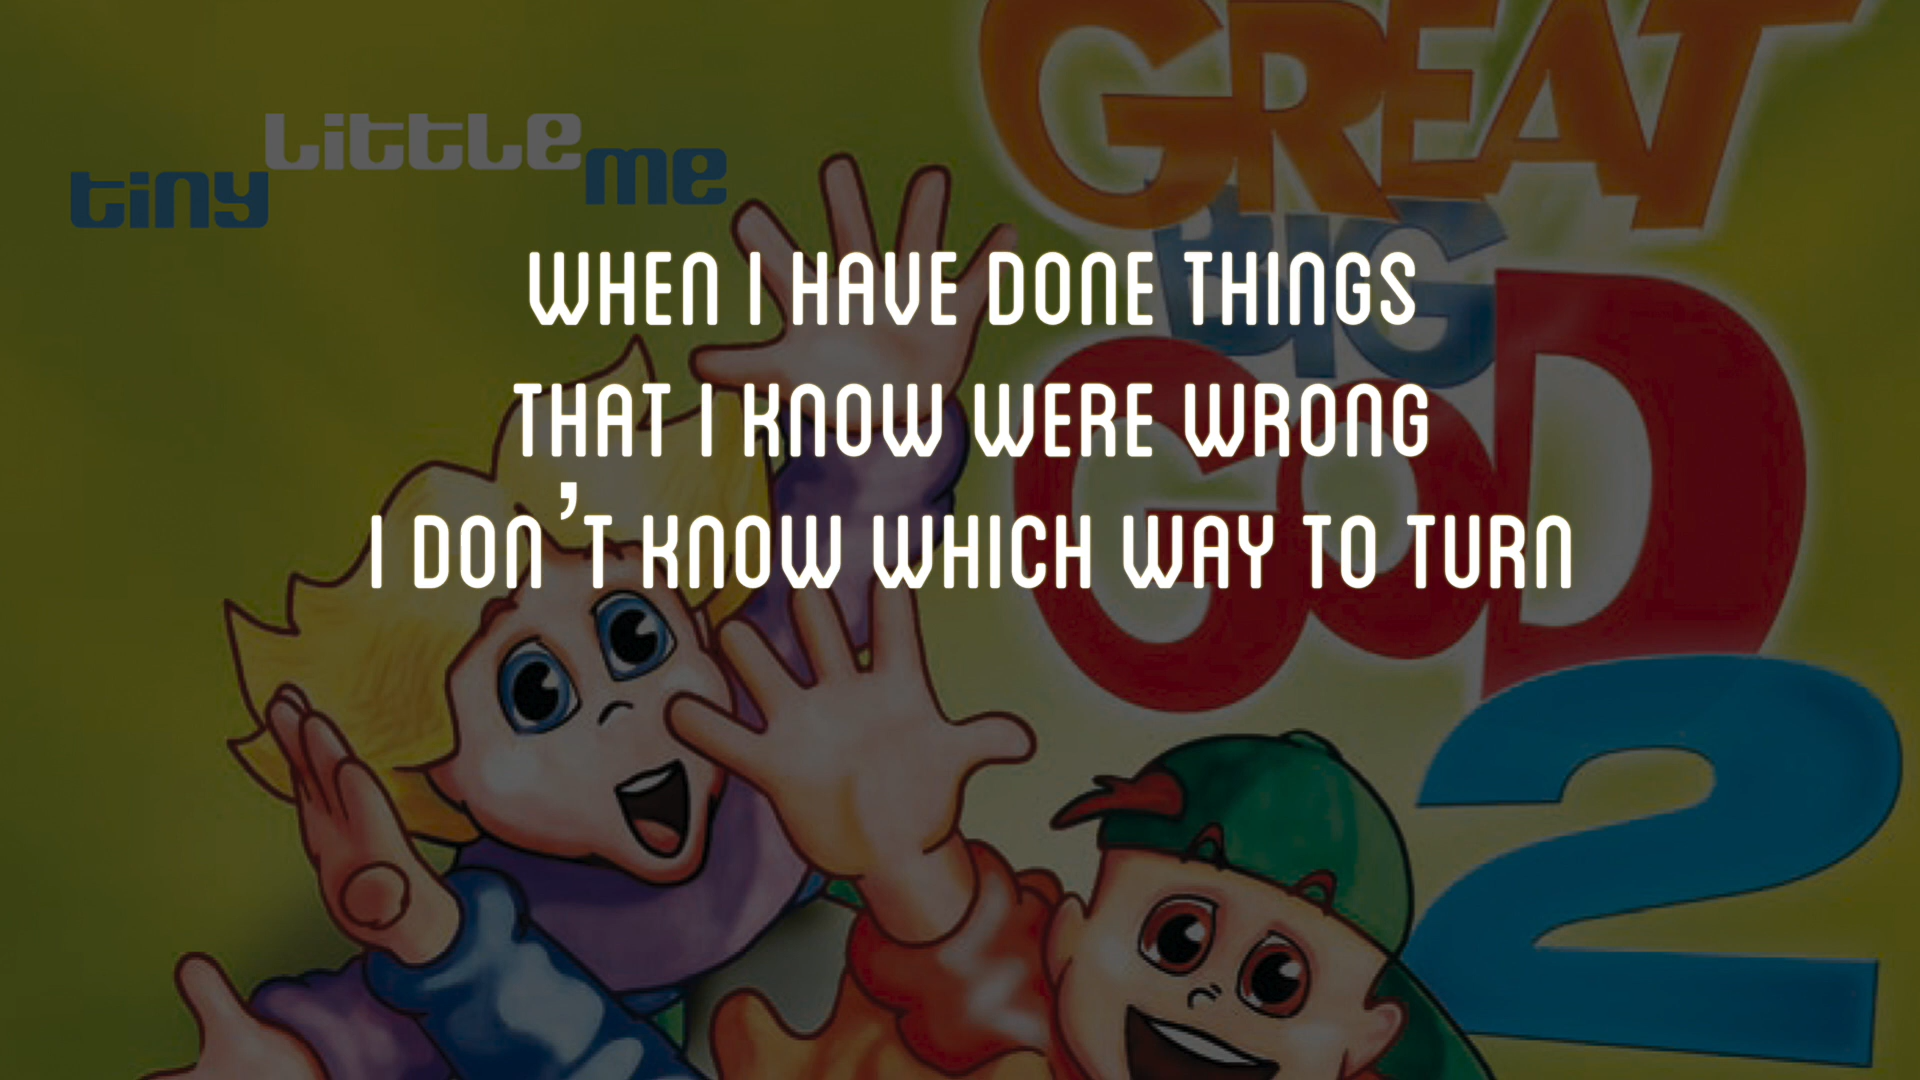 GREAT
BIG
GOD
2
tiny LittLe me
WHEN I HAVE DONE THINGS
THAT I KNOW WERE WRONG
I DON'T KNOW WHICH WAY TO TURN